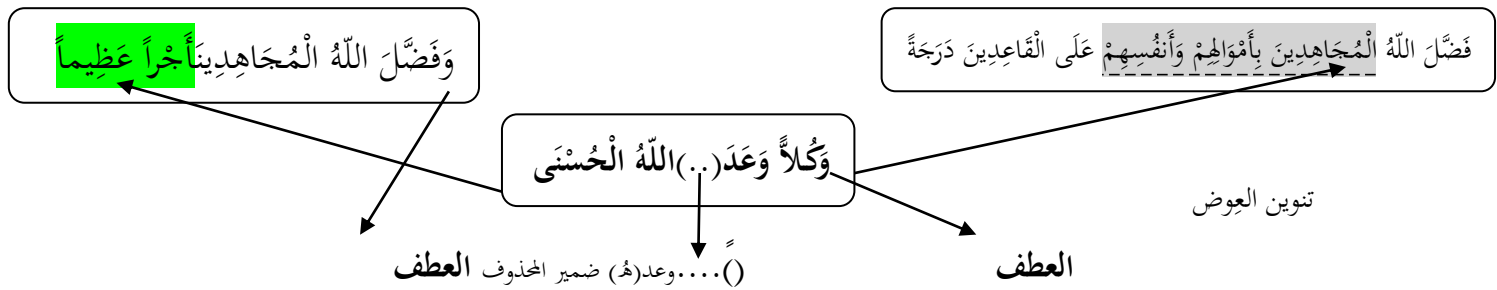 فَضَّلَ اللّهُ الْمُجَاهِدِينَ بِأَمْوَالِهِمْ وَأَنفُسِهِمْ عَلَى الْقَاعِدِينَ دَرَجَةً
وَفَضَّلَ اللّهُ الْمُجَاهِدِينَأَجْراً عَظِيماً
وَكُلاًّ وَعَدَ(..)اللّهُ الْحُسْنَى
تنوين العِوض
العطف
()ً....وعد(هُ) ضمير المحذوف العطف